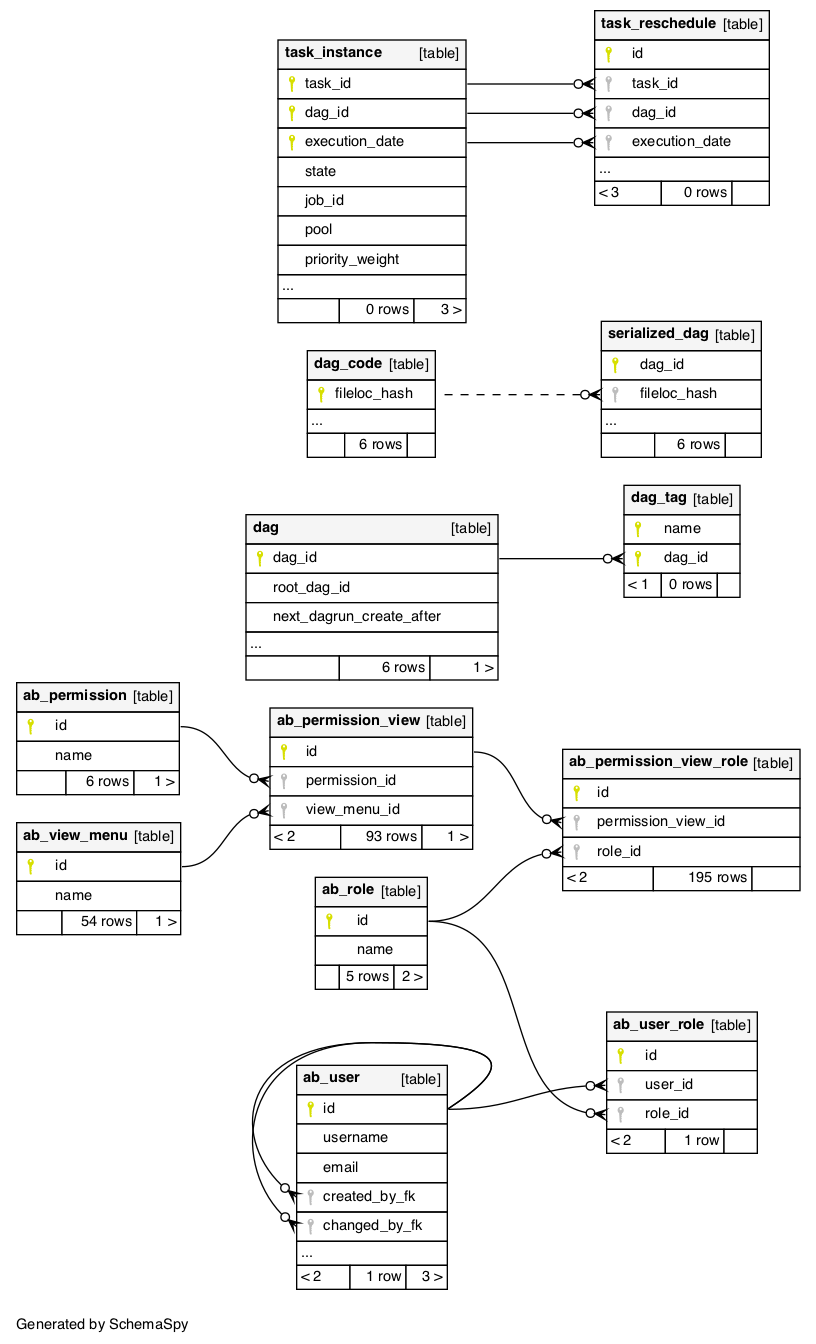 task_reschedule [table]
id
task_id
dag_id
execution_date
...
< 3 0 rows
task_instance [table]
task_id
dag_id
execution_date
state
job_id
pool
priority_weight
...
0 rows 3 >
serialized_dag [table]
dag_id
fileloc_hash
...
6 rows
dag_code [table]
fileloc_hash
...
6 rows
dag_tag [table]
name
dag_id
< 1 0 rows
dag [table]
dag_id
root_dag_id
next_dagrun_create_after
...
6 rows 1 >
ab_permission [table]
id
name
6 rows 1 >
ab_permission_view [table]
id
permission_id
view_menu_id
< 2 93 rows 1 >
ab_permission_view_role [table]
id
permission_view_id
role_id
< 2 195 rows
ab_view_menu [table]
id
name
54 rows 1 >
ab_role [table]
id
name
5 rows 2 >
ab_user_role [table]
id
user_id
role_id
< 2 1 row
ab_user [table]
id
username
email
created_by_fk
changed_by_fk
...
< 2 1 row 3 >
Generated by SchemaSpy